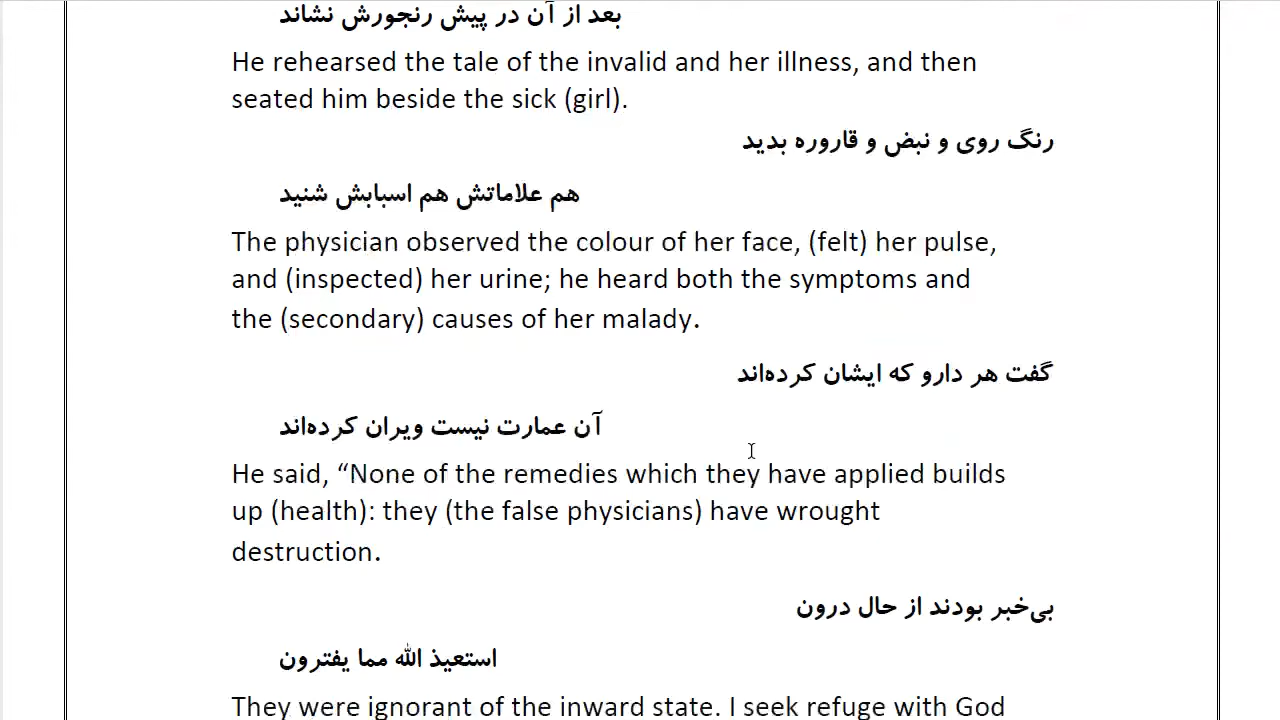 بعد از آن در پیش رنجورش نشاند
He rehearsed the tale of the invalid and her illness, and then
seated him beside the sick (girl).
رنگ روی و نبض و قاروره بدید
هم علاماتش هم اسبابش شنید
The physician observed the colour of her face, (felt) her pulse,
and (inspected) her urine; he heard both the symptoms and
the (secondary) causes of her malady.
گفت هر دارو که ایشان کرده‌اند
آن عمارت نیست ویران کرده‌اند
He said, “None of the remedies which they have applied builds
up (health): they (the false physicians) have wrought
destruction.
بی‌خبر بودند از حال درون
استعیذ الله مما یفترون
They were ignorant of the inward state. I seek refuge with God